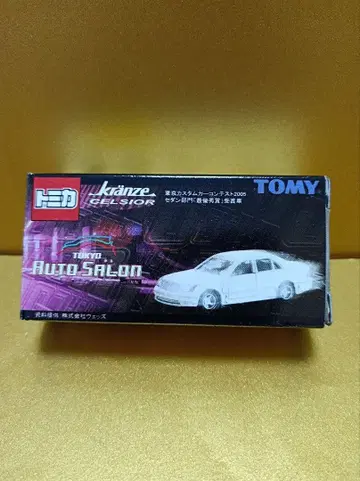 トミカ
kränze
CELSIOR
東京カスタムカーコンテスト2005
セダン部門「最優秀賞」受賞車
TOMY
TOKYO
AUTO SALON
資料提供:株式会社ウェッズ